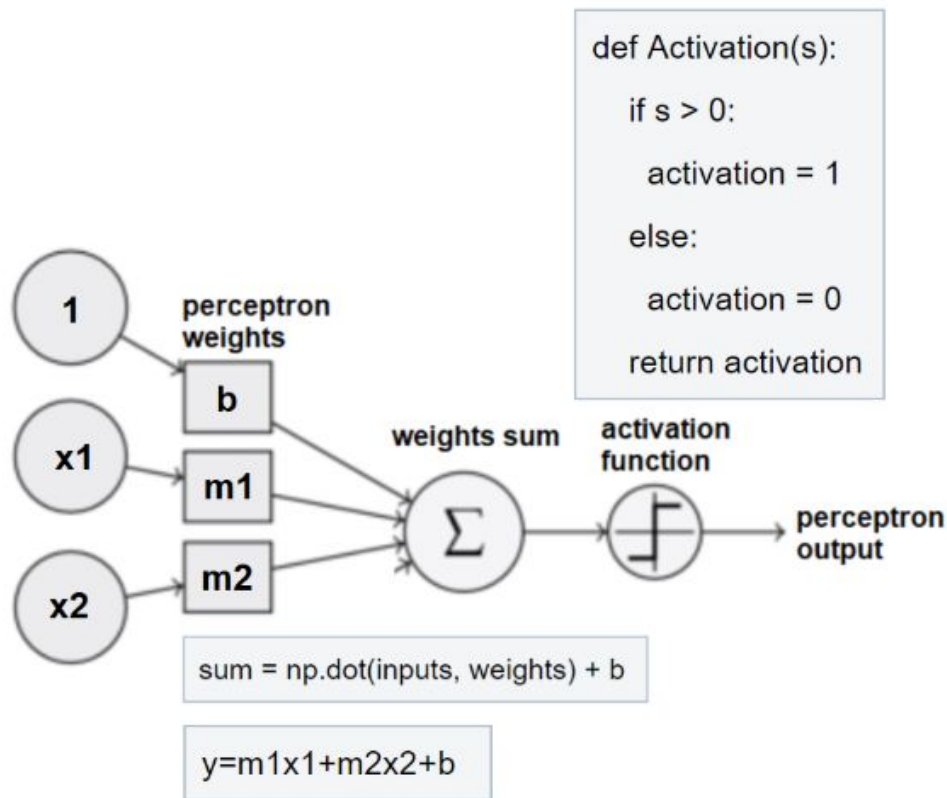 def Activation(s):
if s > 0:
activation = 1
else:
activation = 0
return activation
1
perceptron
weights
b
x1
m1
x2
m2
weights sum
Σ
activation
function
perceptron
output
sum = np.dot(inputs, weights) + b
y=m1x1+m2x2+b